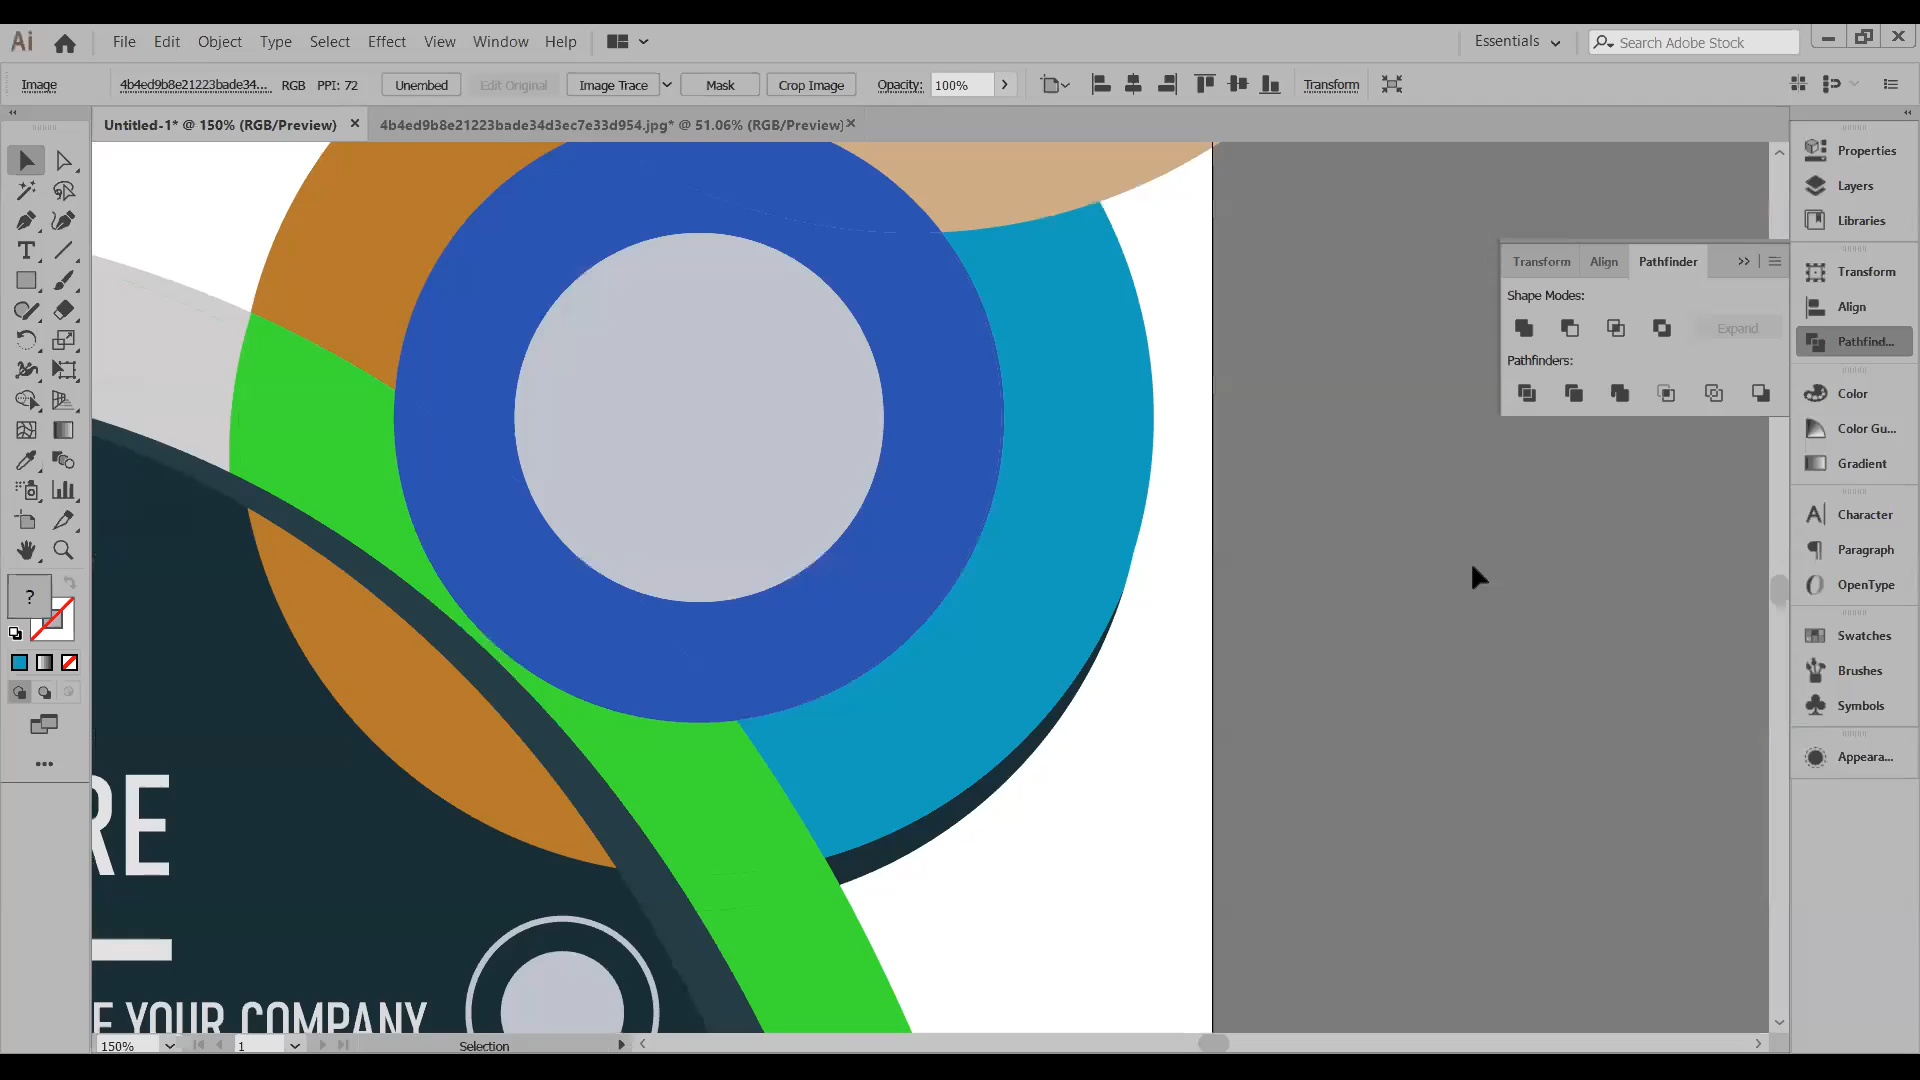 Ai File Edit Object Type Select Effect View Window Help Essentials Search Adobe Stock
Image 4b4ed9b8e21223bade34... RGB PPI: 72 Unembed Edit Original Image Trace Mask Crop Image Opacity: 100% Transform
Untitled-1* @ 150% (RGB/Preview) 4b4ed9b8e21223bade34d3ec7e33d954.jpg* @ 51.06% (RGB/Preview)
Properties
Layers
Libraries
Transform Align Pathfinder
Shape Modes:
Expand
Pathfinders:
Transform
Align
Pathfind...
Color
Color Gu...
Gradient
Character
Paragraph
OpenType
Swatches
Brushes
Symbols
Appeara...
?
RE
E YOUR COMPANY
150% 1 Selection